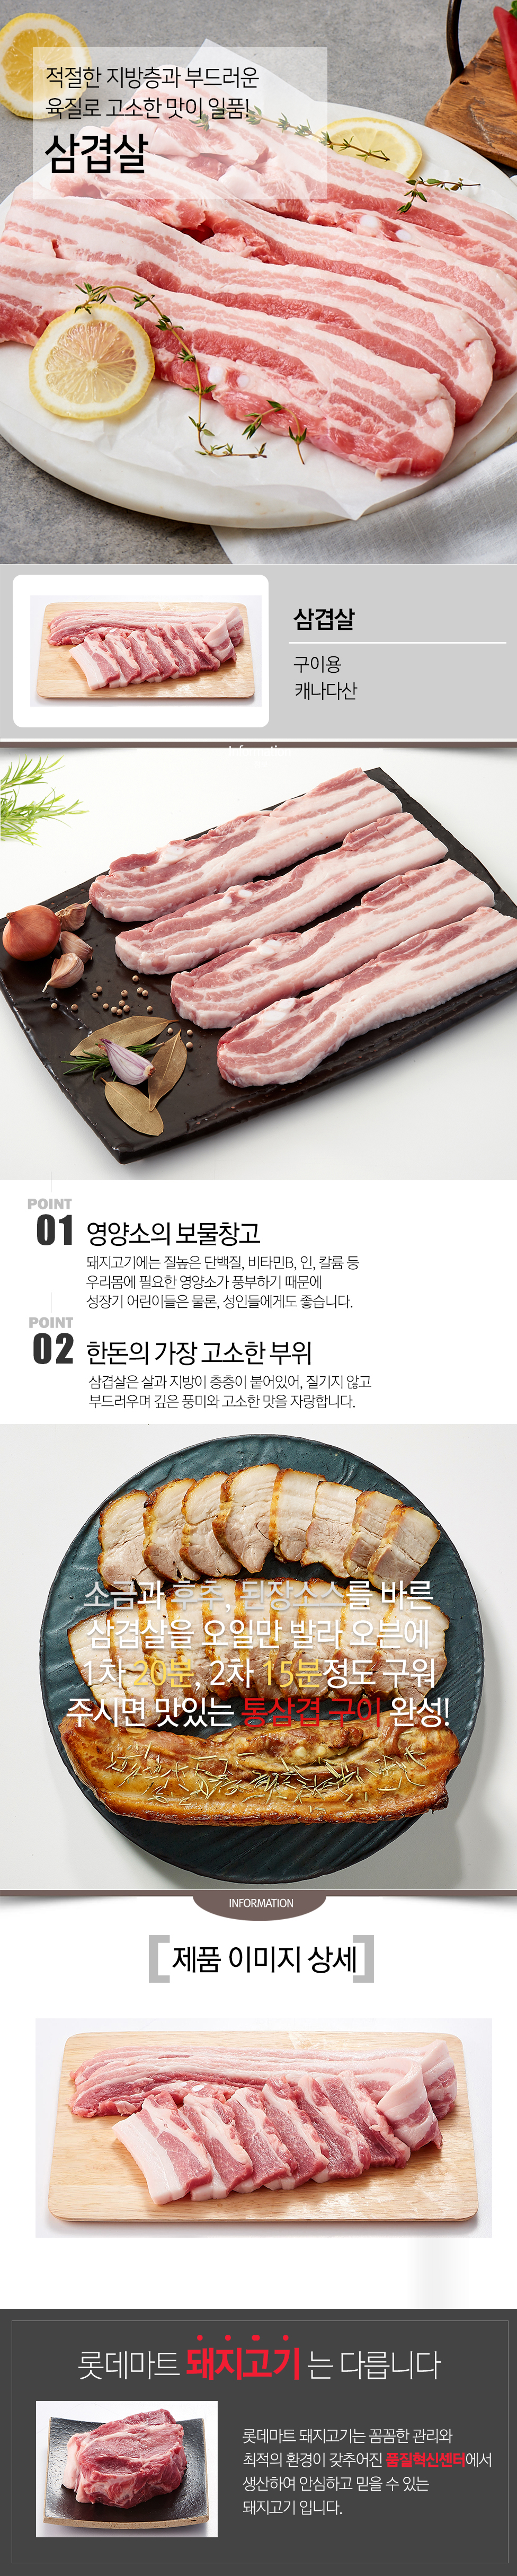 적절한 지방층과 부드러운
육질로 고소한 맛이 일품!
삼겹살
삼겹살
구이용
캐나다산
POINT
01 영양소의 보물창고
돼지고기에는 질높은 단백질, 비타민B, 인, 칼륨 등
우리몸에 필요한 영양소가 풍부하기 때문에
성장기 어린이들은 물론, 성인들에게도 좋습니다.
POINT
02 한돈의 가장 고소한 부위
삼겹살은 살과 지방이 층층이 붙어있어, 질기지 않고
부드러우며 깊은 풍미와 고소한 맛을 자랑합니다.
소금과 후추, 된장소스를 바른
삼겹살을 오일만 발라 오븐에
1차 20분, 2차 15분정도 구워
주시면 맛있는 통삼겹 구이 완성!
INFORMATION
[제품 이미지 상세]
롯데마트 돼지고기 는 다릅니다
롯데마트 돼지고기는 꼼꼼한 관리와
최적의 환경이 갖추어진 품질혁신센터에서
생산하여 안심하고 믿을 수 있는
돼지고기 입니다.